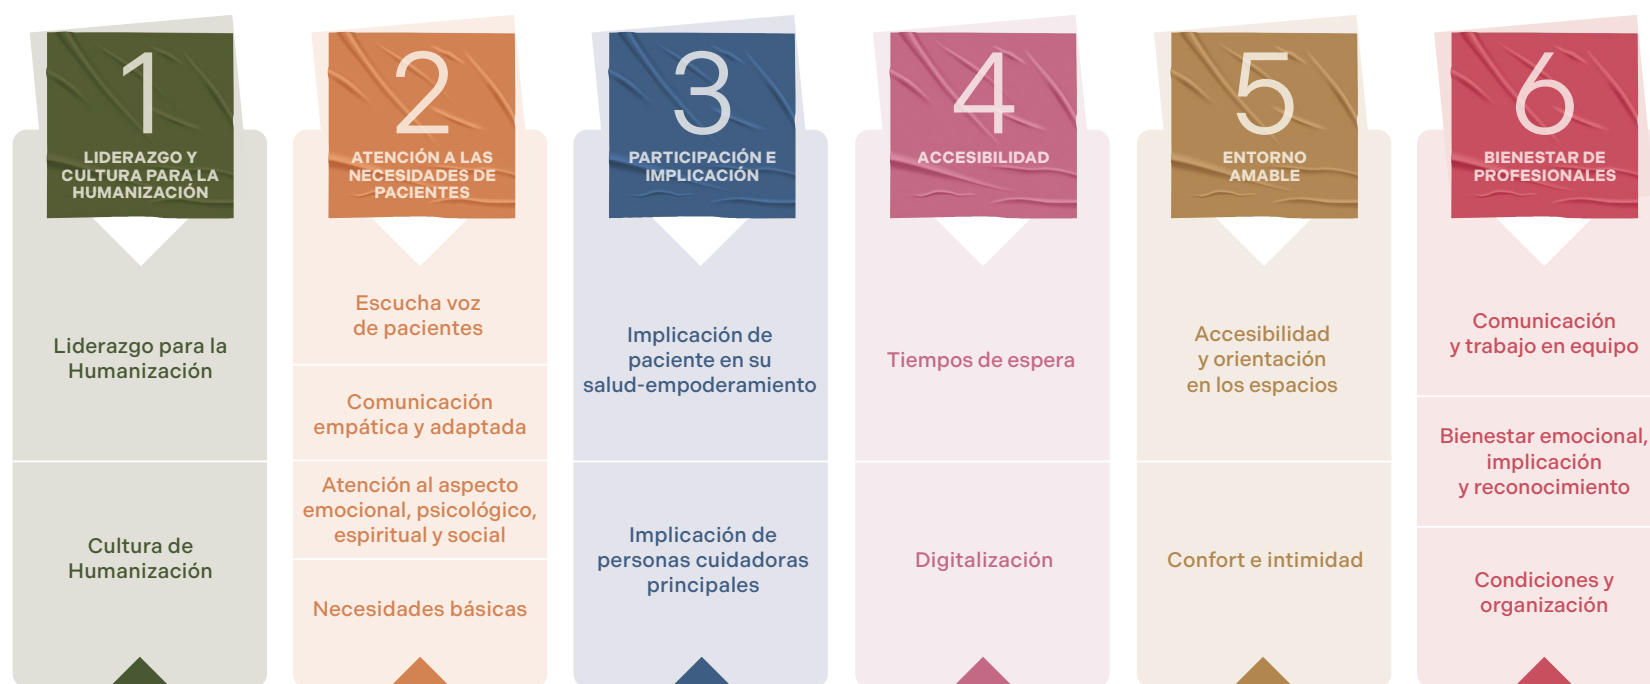 1
LIDERAZGO Y
CULTURA PARA LA
HUMANIZACIÓN
Liderazgo para la
Humanización
Cultura de
Humanización
2
ATENCIÓN A LAS
NECESIDADES DE
PACIENTES
Escucha voz
de pacientes
Comunicación
empática y adaptada
Atención al aspecto
emocional, psicológico,
espiritual y social
Necesidades básicas
3
PARTICIPACIÓN E
IMPLICACIÓN
Implicación de
paciente en su
salud-empoderamiento
Implicación de
personas cuidadoras
principales
4
ACCESIBILIDAD
Tiempos de espera
Digitalización
5
ENTORNO
AMABLE
Accesibilidad
y orientación
en los espacios
Confort e intimidad
6
BIENESTAR DE
PROFESIONALES
Comunicación
y trabajo en equipo
Bienestar emocional,
implicación
y reconocimiento
Condiciones y
organización